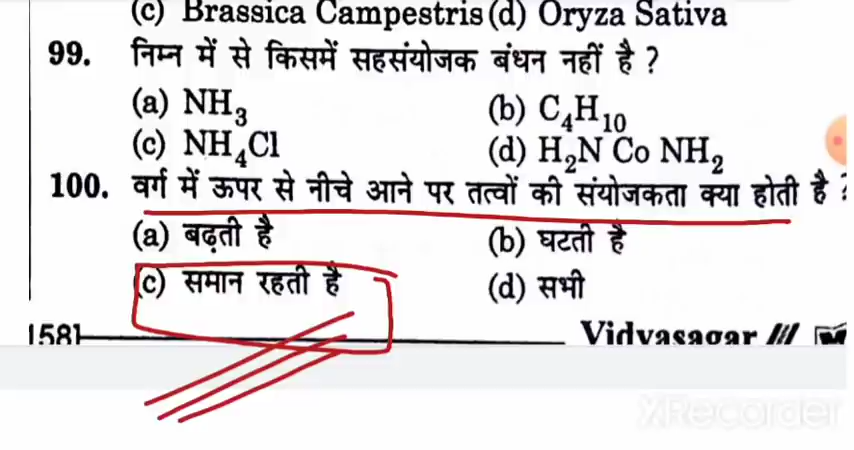 (c) Brassica Campestris (d) Oryza Sativa
99. निम्न में से किसमें सहसंयोजक बंधन नहीं है ?
(a) NH₃ (b) C₄H₁₀
(c) NH₄Cl (d) H₂N Co NH₂
100. वर्ग में ऊपर से नीचे आने पर तत्वों की संयोजकता क्या होती है ?
(a) बढ़ती है (b) घटती है
(c) समान रहती है (d) सभी
158] Vidyasagar
XRecorder